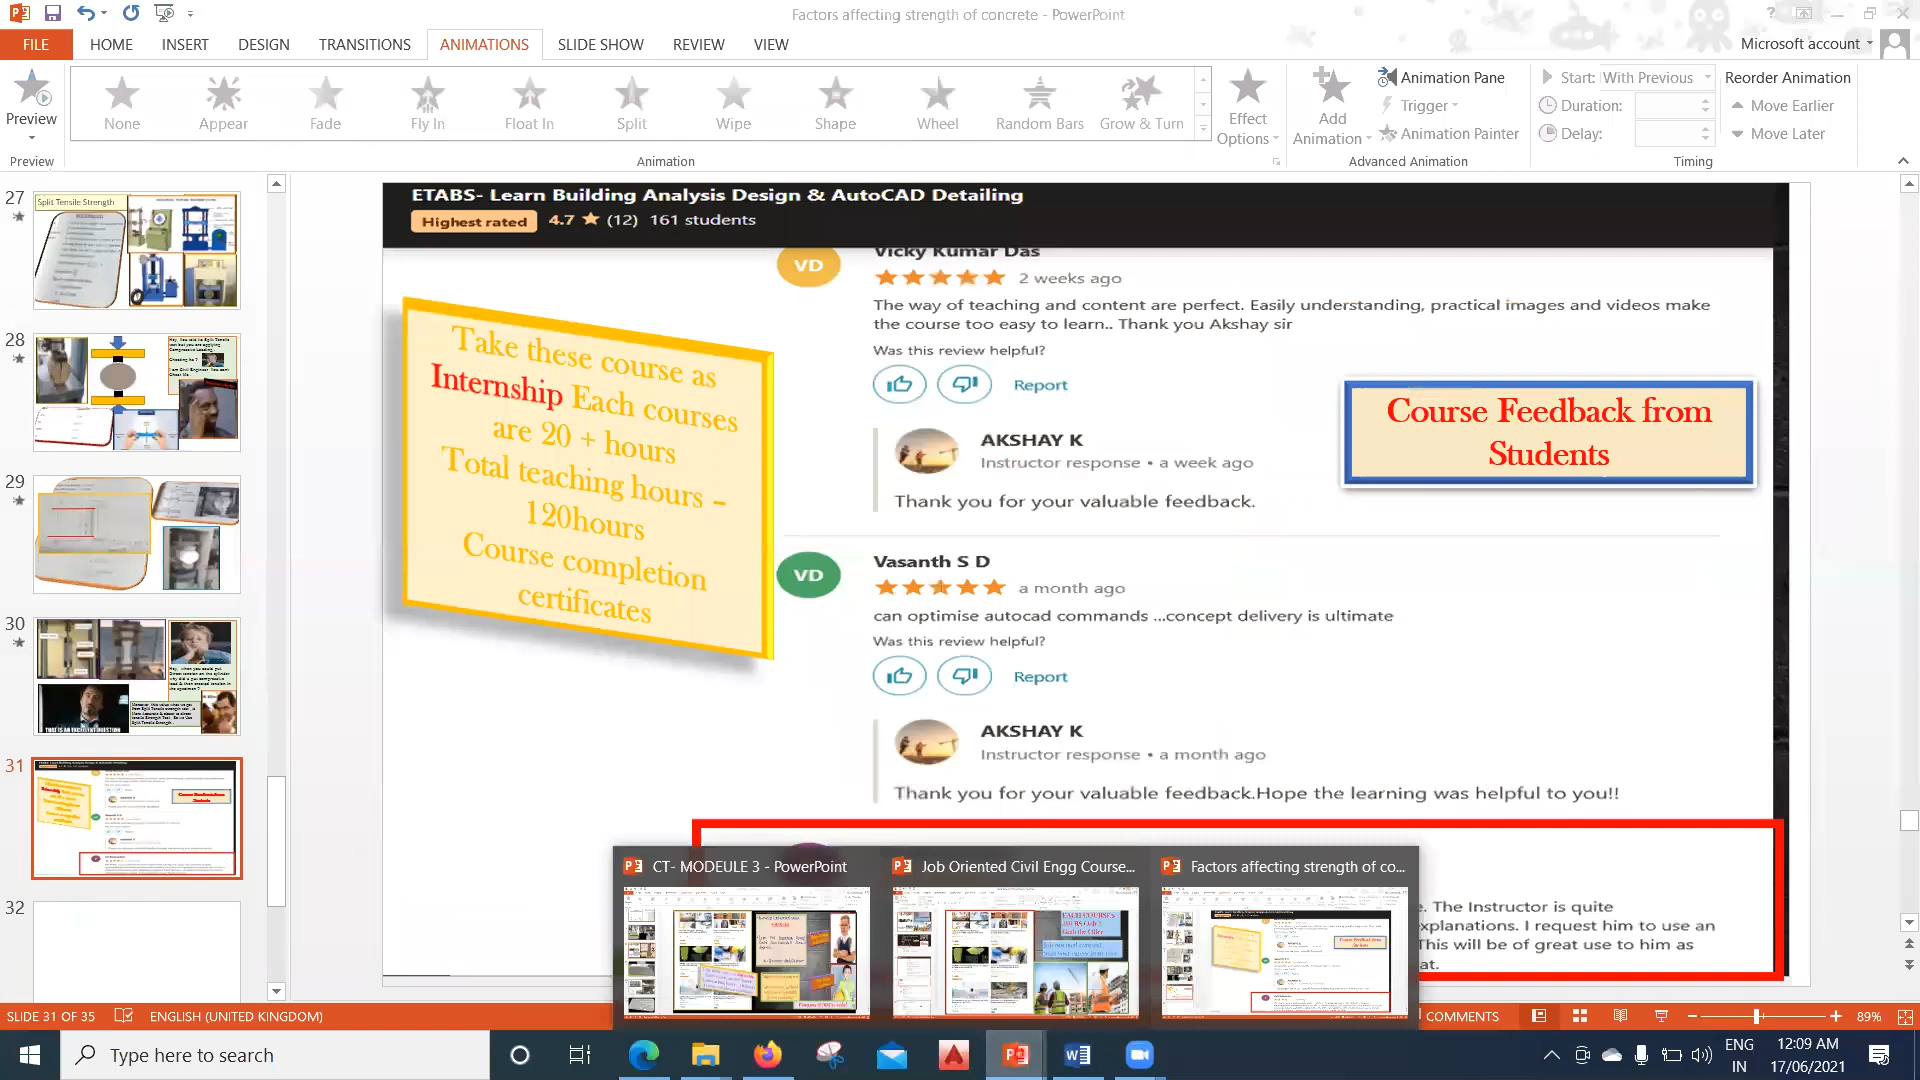 Factors affecting strength of concrete - PowerPoint
FILE HOME INSERT DESIGN TRANSITIONS ANIMATIONS SLIDE SHOW REVIEW VIEW
Microsoft account
Preview
None Appear Fade Fly In Float In Split Wipe Shape Wheel Random Bars Grow & Turn
Effect Options
Add Animation
Animation Pane
Trigger
Animation Painter
Start: With Previous
Duration:
Delay:
Reorder Animation
Move Earlier
Move Later
Preview Animation Advanced Animation Timing
27
Split Tensile Strength
28
29
30
THAT IS AN EXCELLENT QUESTION
31
32
ETABS- Learn Building Analysis Design & AutoCAD Detailing
Highest rated 4.7 (12) 161 students
Take these course as
Internship Each courses
are 20 + hours
Total teaching hours –
120hours
Course completion
certificates
VD
Vicky Kumar Das
2 weeks ago
The way of teaching and content are perfect. Easily understanding, practical images and videos make
the course too easy to learn.. Thank you Akshay sir
Was this review helpful?
Report
AKSHAY K
Instructor response • a week ago
Thank you for your valuable feedback.
Course Feedback from
Students
VD
Vasanth S D
a month ago
can optimise autocad commands ...concept delivery is ultimate
Was this review helpful?
Report
AKSHAY K
Instructor response • a month ago
Thank you for your valuable feedback.Hope the learning was helpful to you!!
. The Instructor is quite
xplanations. I request him to use an
This will be of great use to him as
at.
CT- MODEULE 3 - PowerPoint
Job Oriented Civil Engg Course...
Factors affecting strength of co...
SLIDE 31 OF 35 ENGLISH (UNITED KINGDOM)
COMMENTS
89%
Type here to search
ENG
IN
12:09 AM
17/06/2021